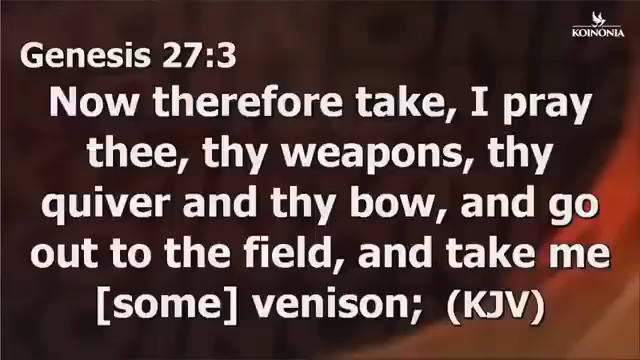 KOINONIA
Genesis 27:3
Now therefore take, I pray
thee, thy weapons, thy
quiver and thy bow, and go
out to the field, and take me
[some] venison; (KJV)